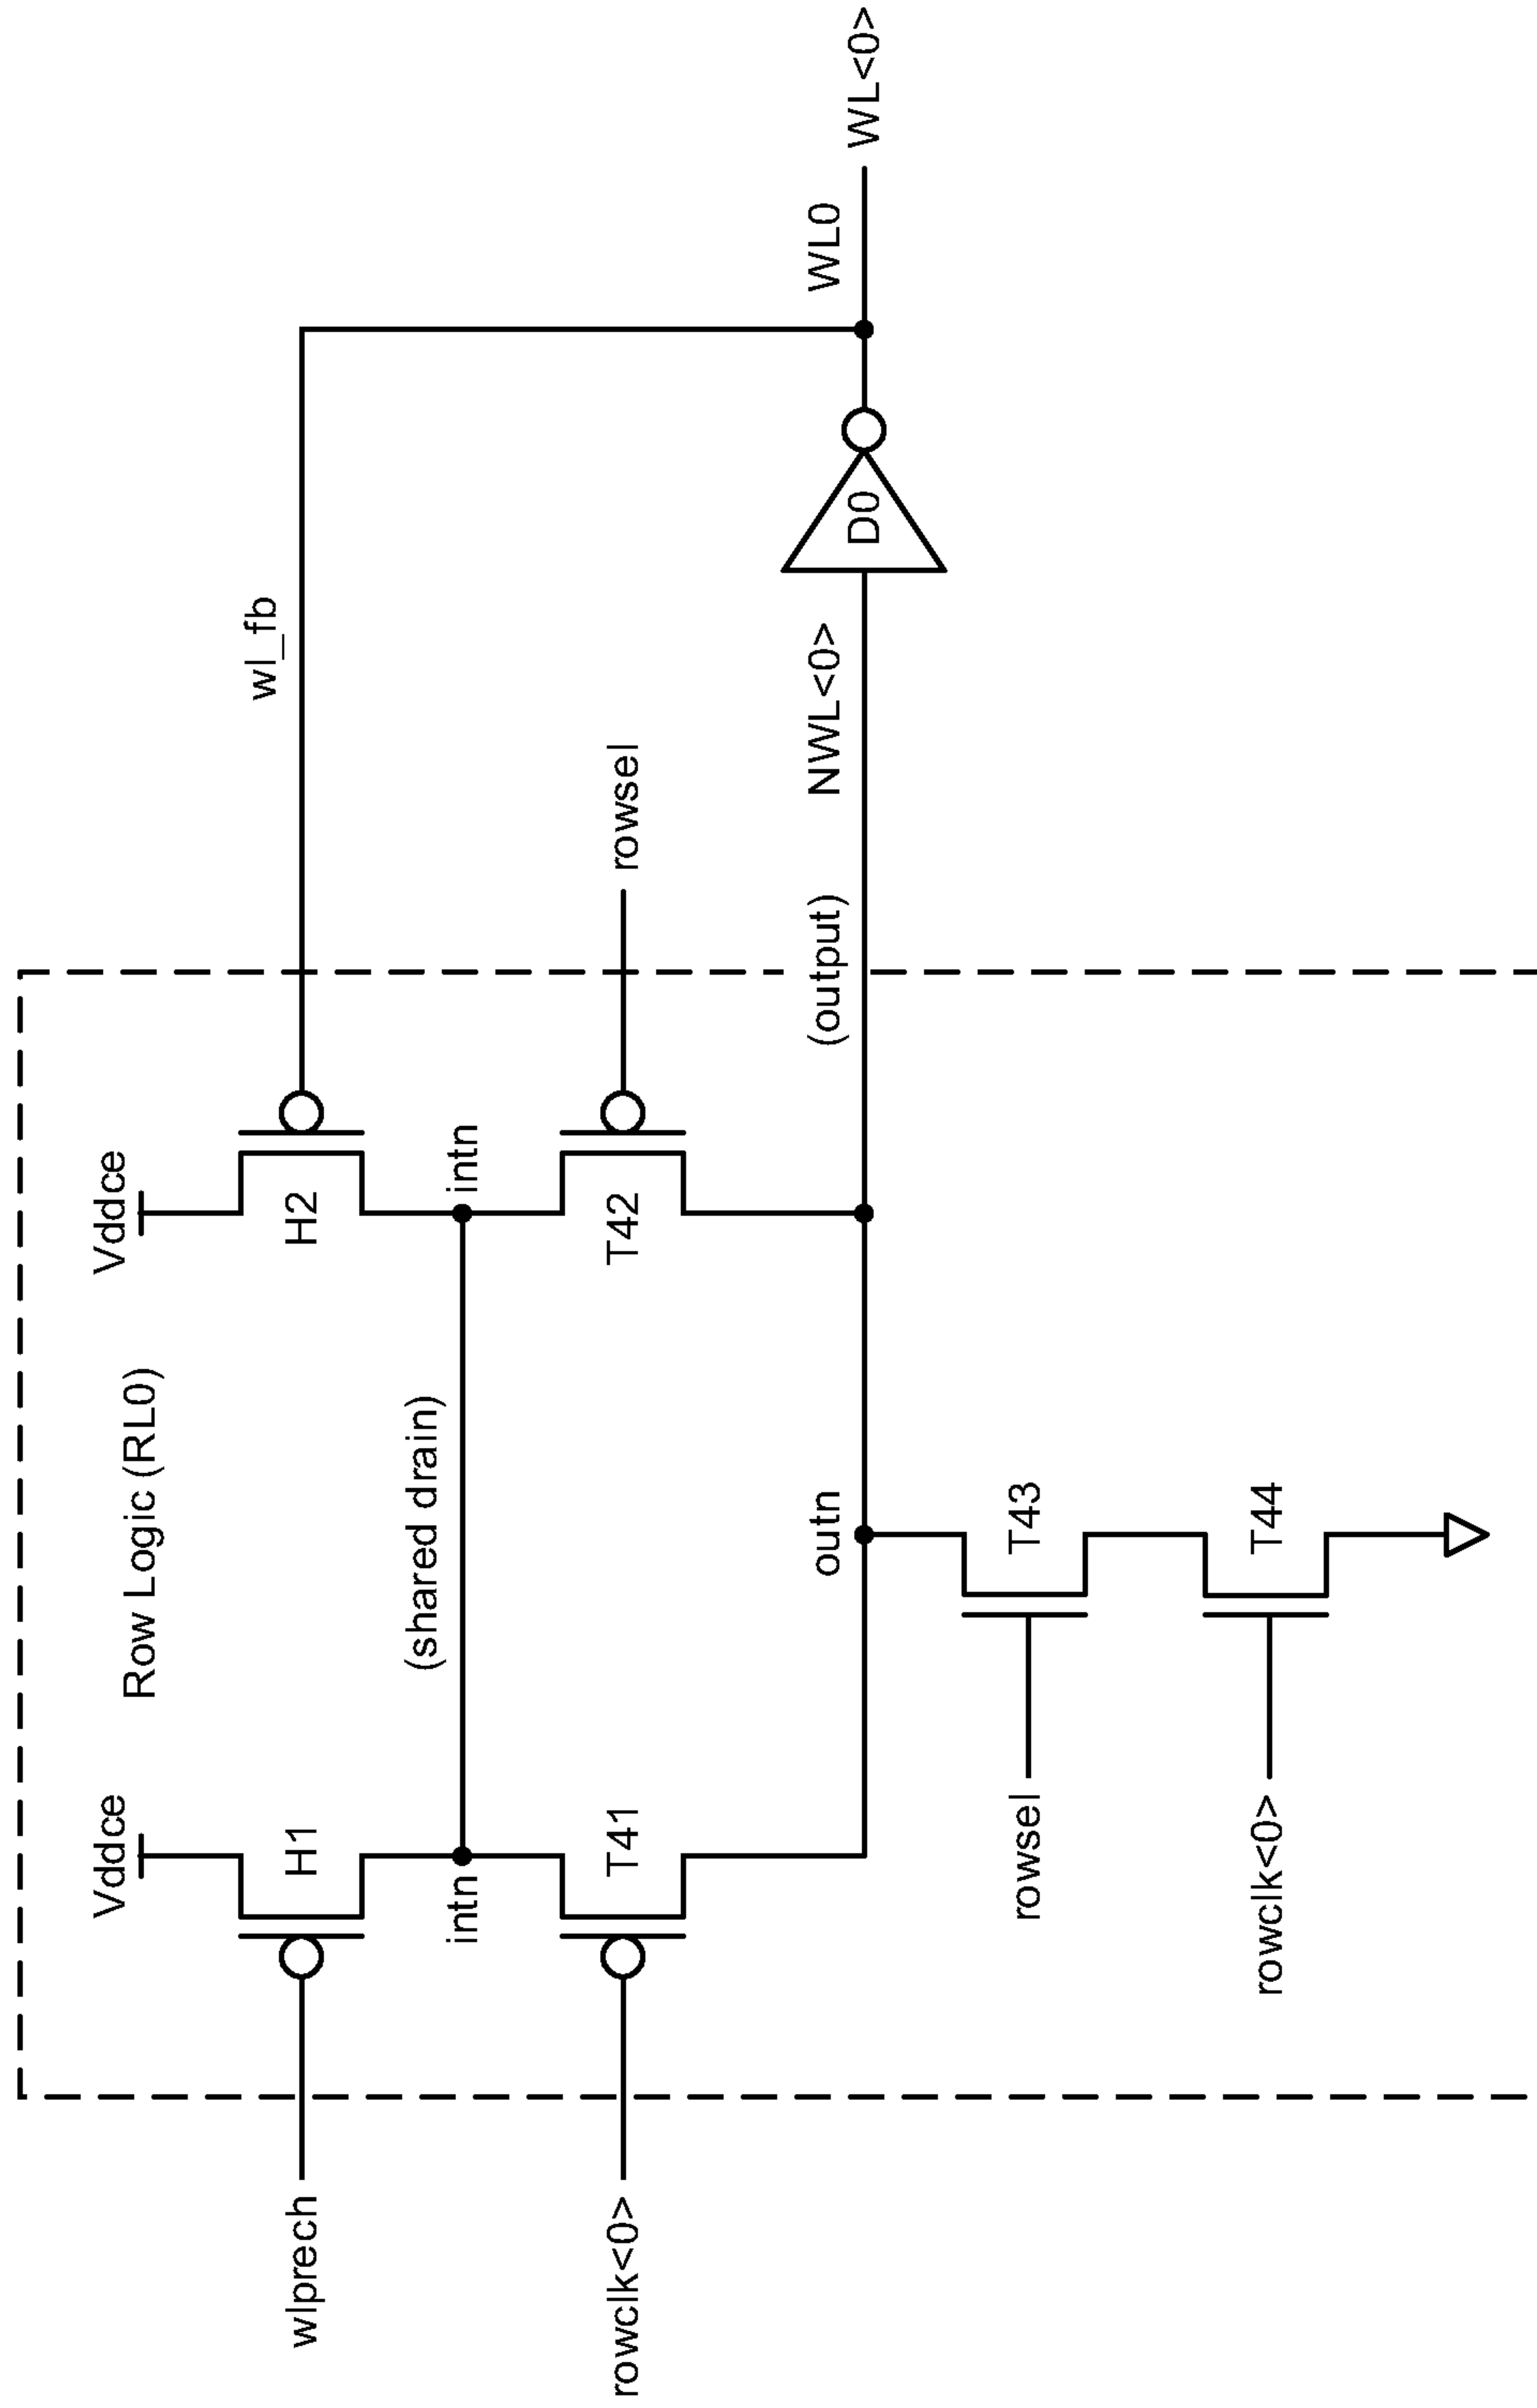 Row Logic (RL0)
Vddce
Vddce
wlprech
H1
H2
wl_fb
(shared drain)
intn
intn
rowclk<0>
T41
T42
rowsel
outn
(output)
NWL<0>
D0
WL0
WL<0>
rowsel
T43
rowclk<0>
T44